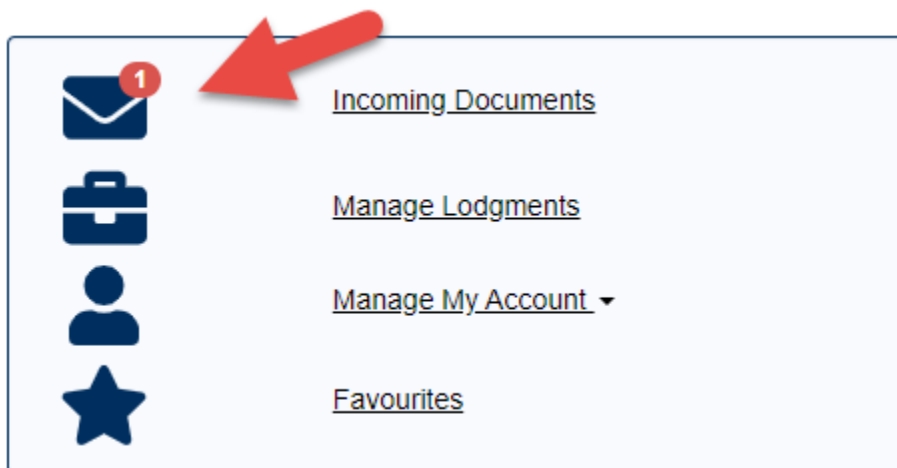 1
Incoming Documents
Manage Lodgments
Manage My Account
Favourites